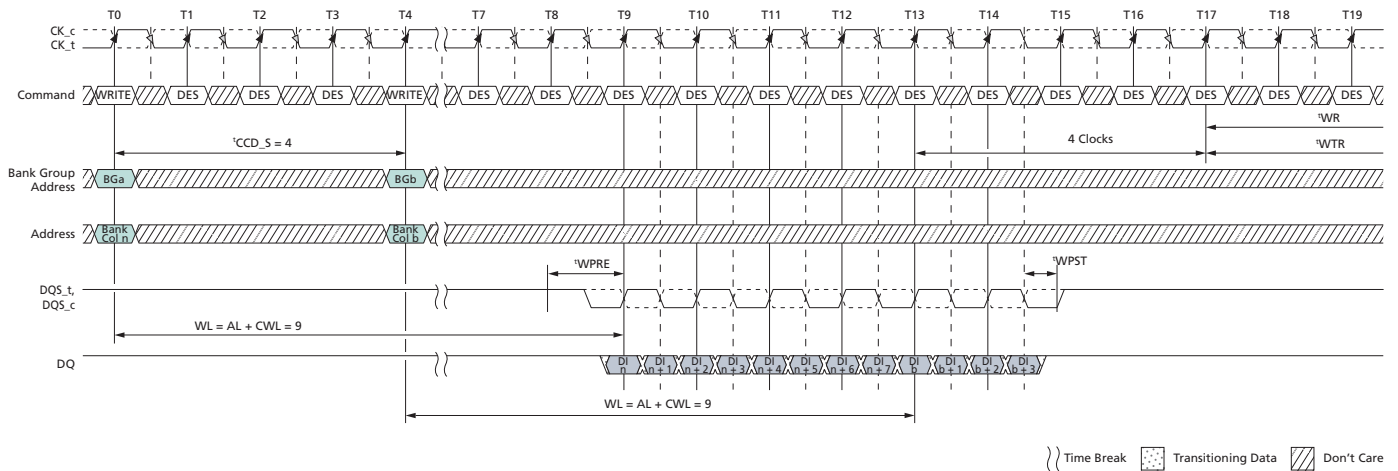 T0 T1 T2 T3 T4 T7 T8 T9 T10 T11 T12 T13 T14 T15 T16 T17 T18 T19
CK_c
CK_t
Command WRITE DES DES DES WRITE DES DES DES DES DES DES DES DES DES DES DES DES DES
tWR
tCCD_S = 4 4 Clocks tWTR
Bank Group
Address BGa BGb
Address Bank Col n Bank Col b
tWPRE tWPST
DQS_t,
DQS_c
WL = AL + CWL = 9
DQ DI n DI n + 1 DI n + 2 DI n + 3 DI n + 4 DI n + 5 DI n + 6 DI n + 7 DI b DI b + 1 DI b + 2 DI b + 3
WL = AL + CWL = 9
Time Break Transitioning Data Don't Care